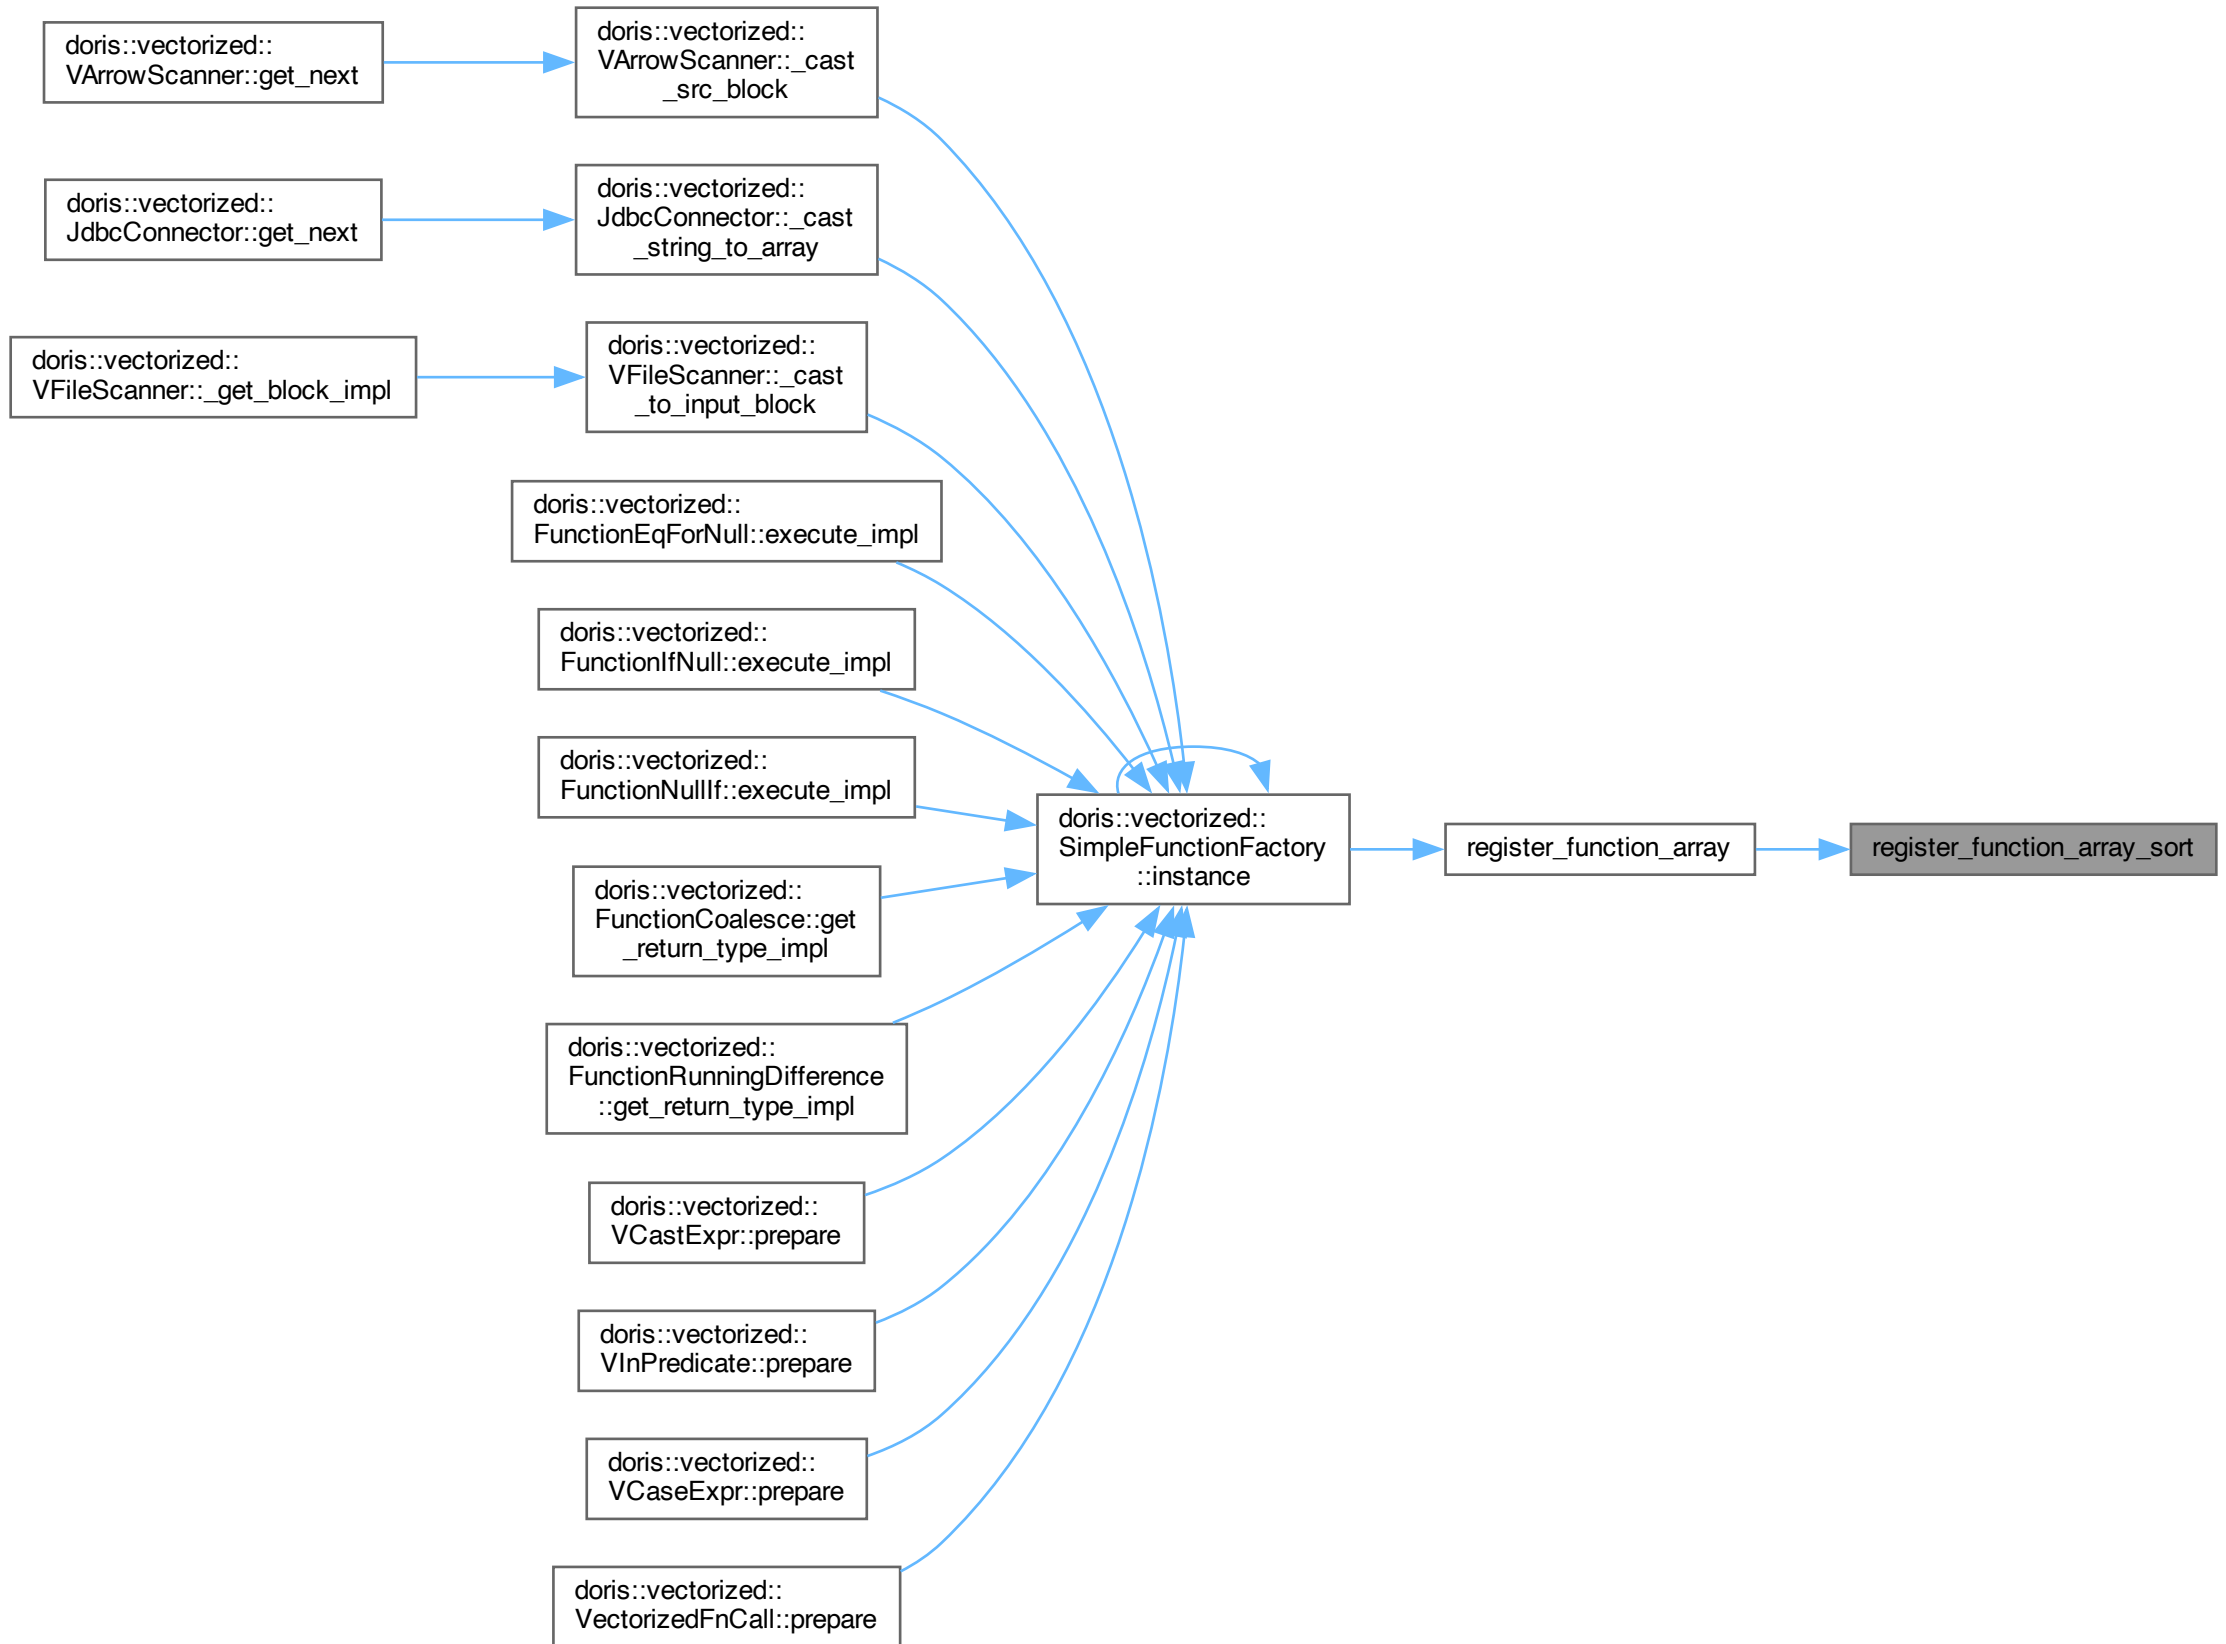 doris::vectorized::
VArrowScanner::get_next
doris::vectorized::
VArrowScanner::_cast
_src_block
doris::vectorized::
JdbcConnector::get_next
doris::vectorized::
JdbcConnector::_cast
_string_to_array
doris::vectorized::
VFileScanner::_get_block_impl
doris::vectorized::
VFileScanner::_cast
_to_input_block
doris::vectorized::
FunctionEqForNull::execute_impl
doris::vectorized::
FunctionIfNull::execute_impl
doris::vectorized::
FunctionNullIf::execute_impl
doris::vectorized::
FunctionCoalesce::get
_return_type_impl
doris::vectorized::
FunctionRunningDifference
::get_return_type_impl
doris::vectorized::
VCastExpr::prepare
doris::vectorized::
VInPredicate::prepare
doris::vectorized::
VCaseExpr::prepare
doris::vectorized::
VectorizedFnCall::prepare
doris::vectorized::
SimpleFunctionFactory
::instance
register_function_array
register_function_array_sort